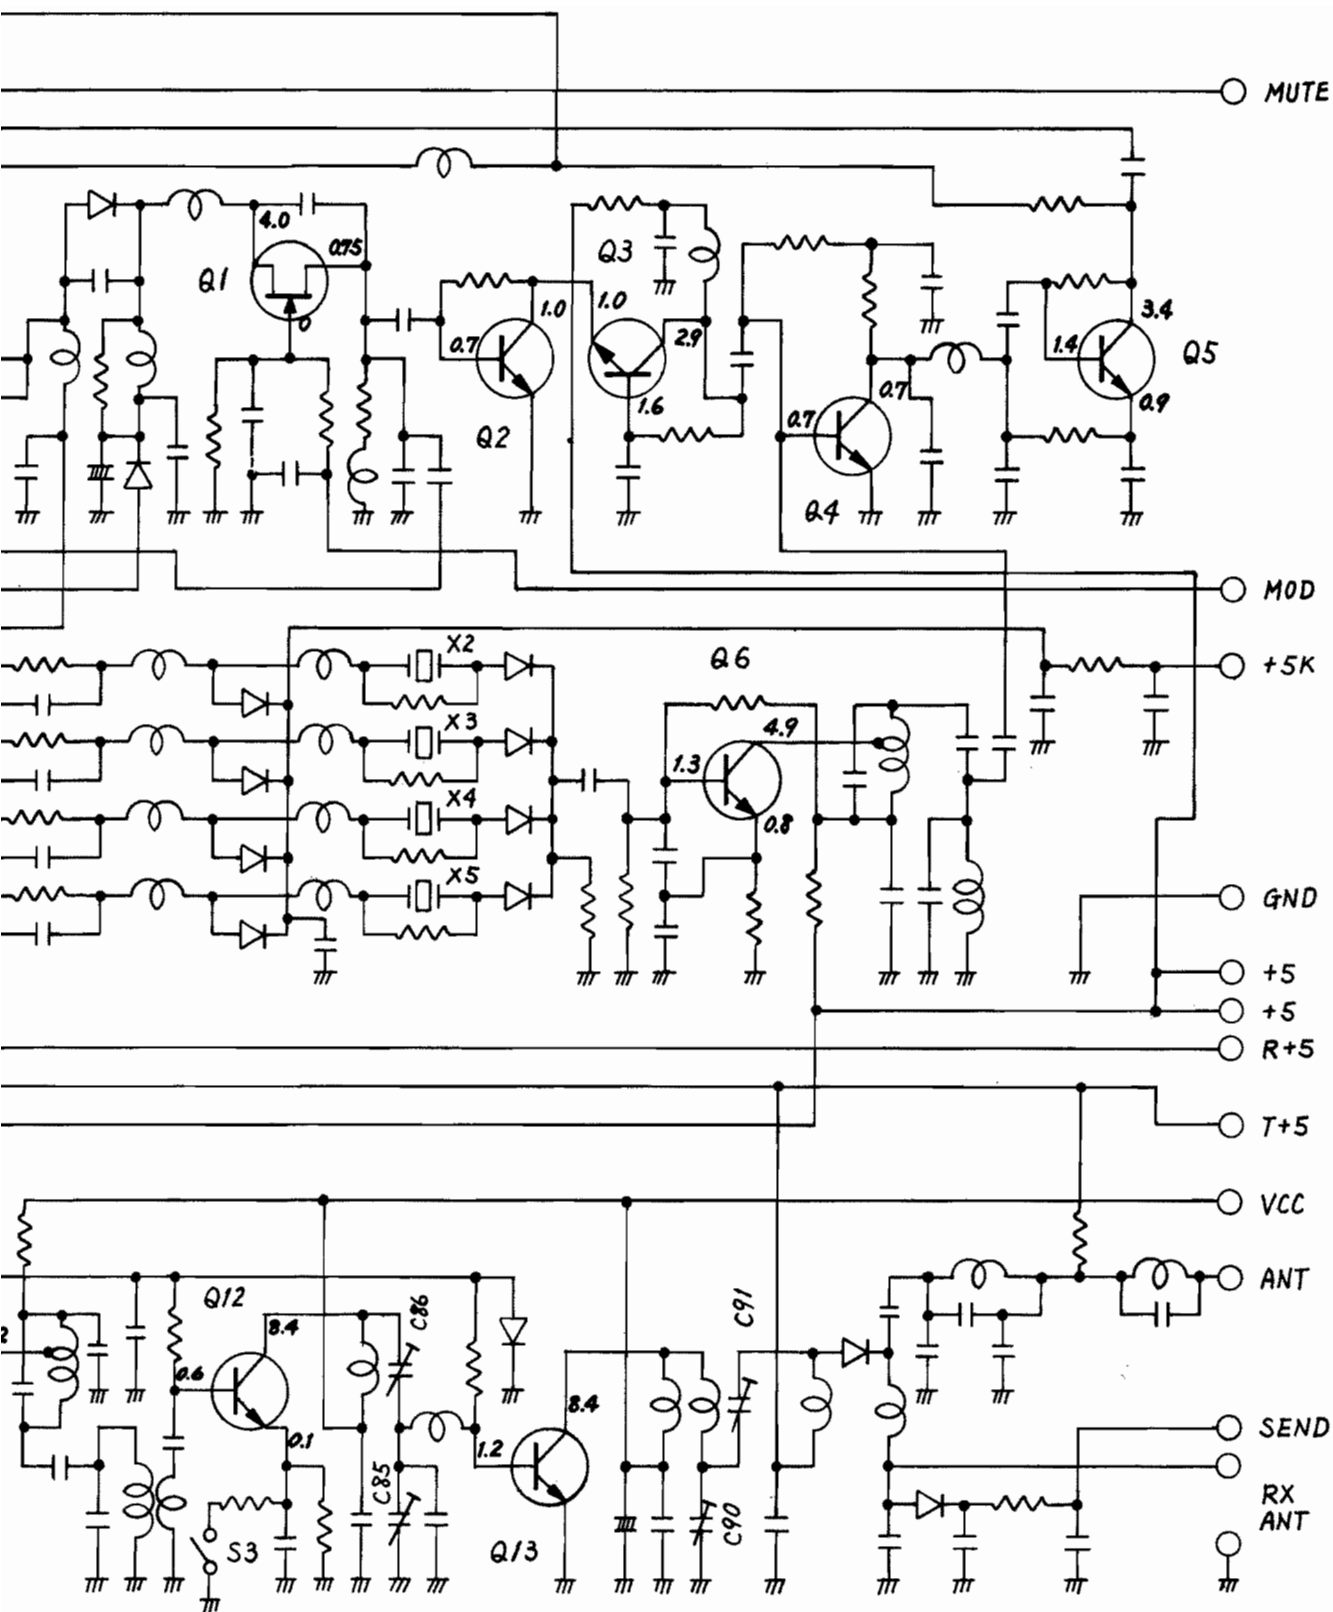 MUTE
4.0
0.75
Q1
0
0.7
1.0
Q2
Q3
1.0
2.9
1.6
0.7
0.7
Q4
3.4
1.4
Q5
0.9
MOD
X2
Q6
+5K
X3
4.9
1.3
X4
0.8
X5
GND
+5
+5
R+5
T+5
VCC
ANT
Q12
C86
C91
2
8.4
0.6
8.4
0.1
1.2
SEND
C85
RX
ANT
C90
S3
Q13